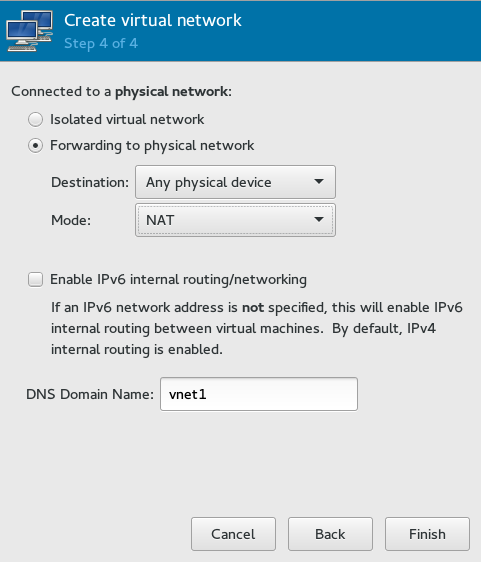 Create virtual network
Step 4 of 4
Connected to a physical network:
Isolated virtual network
Forwarding to physical network
Destination: Any physical device
Mode: NAT
Enable IPv6 internal routing/networking
If an IPv6 network address is not specified, this will enable IPv6
internal routing between virtual machines. By default, IPv4
internal routing is enabled.
DNS Domain Name: vnet1
Cancel Back Finish